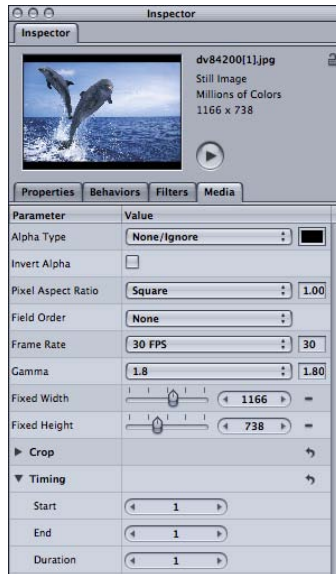 Inspector
Inspector
dv84200[1].jpg
Still Image
Millions of Colors
1166 x 738
Properties Behaviors Filters Media
Parameter Value
Alpha Type None/Ignore
Invert Alpha
Pixel Aspect Ratio Square 1.00
Field Order None
Frame Rate 30 FPS 30
Gamma 1.8 1.80
Fixed Width 1166
Fixed Height 738
Crop
Timing
Start 1
End 1
Duration 1